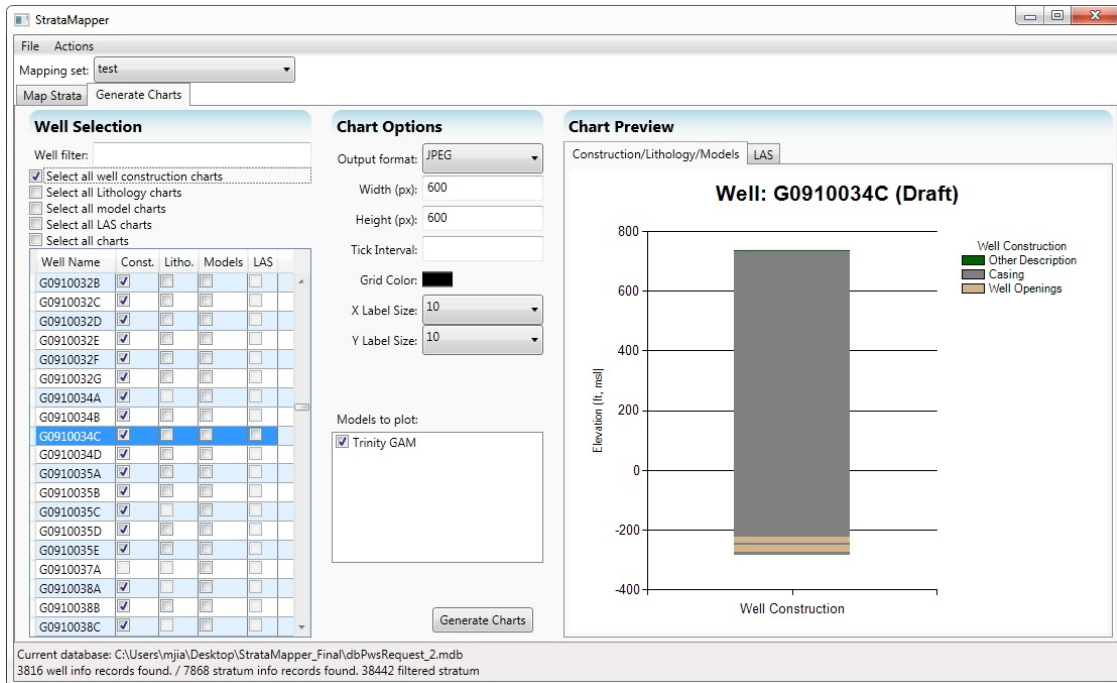 StrataMapper
File Actions
Mapping set: test
Map Strata Generate Charts
Well Selection
Well filter:
Select all well construction charts
Select all Lithology charts
Select all model charts
Select all LAS charts
Select all charts
Well Name Const. Litho. Models LAS
G0910032B
G0910032C
G0910032D
G0910032E
G0910032F
G0910032G
G0910034A
G0910034B
G0910034C
G0910034D
G0910035A
G0910035B
G0910035C
G0910035D
G0910035E
G0910037A
G0910038A
G0910038B
G0910038C
Chart Options
Output format: JPEG
Width (px): 600
Height (px): 600
Tick Interval:
Grid Color:
X Label Size: 10
Y Label Size: 10
Models to plot:
Trinity GAM
Generate Charts
Chart Preview
Construction/Lithology/Models LAS
Well: G0910034C (Draft)
Well Construction
Other Description
Casing
Well Openings
Elevation (ft, msl)
800
600
400
200
0
-200
-400
Well Construction
Current database: C:\Users\mjia\Desktop\StrataMapper_Final\dbPwsRequest_2.mdb
3816 well info records found. / 7868 stratum info records found. 38442 filtered stratum